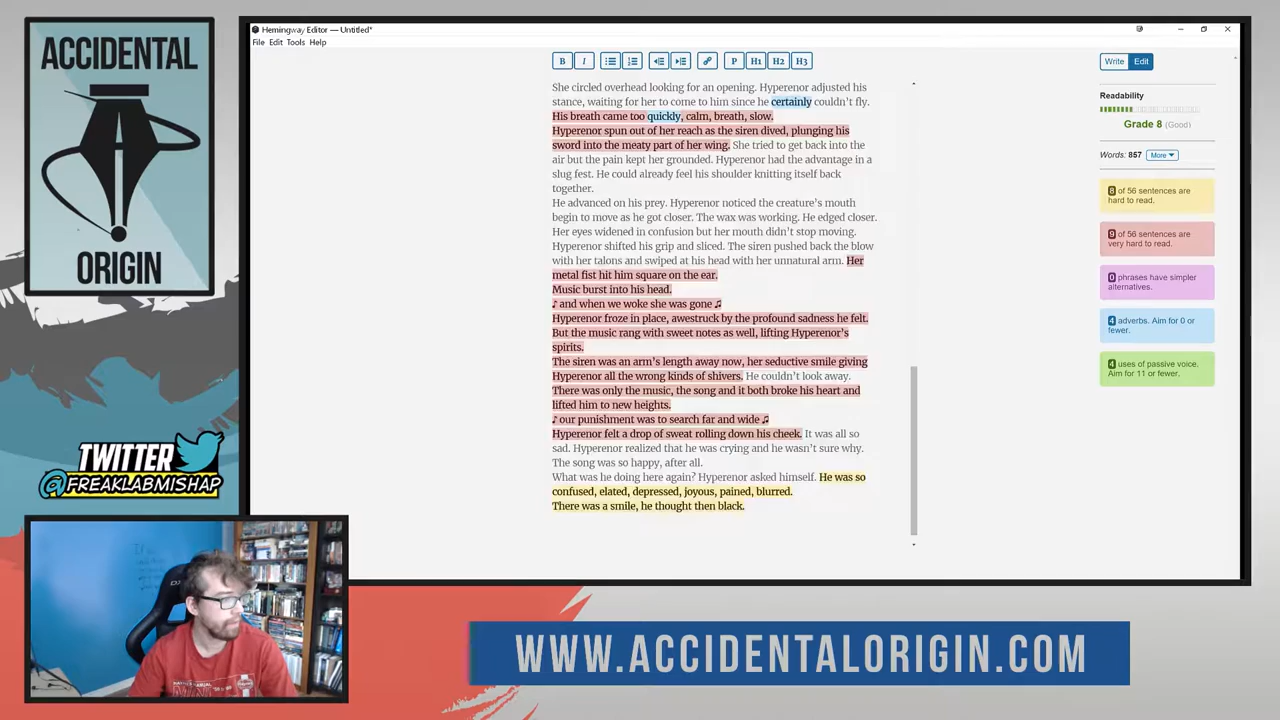 ACCIDENTAL
ORIGIN
TWITTER
@FREAKLABMISHAP
Hemingway Editor — Untitled*
File Edit Tools Help
B I P H1 H2 H3
She circled overhead looking for an opening. Hyperenor adjusted his
stance, waiting for her to come to him since he certainly couldn't fly.
His breath came too quickly, calm, breath, slow.
Hyperenor spun out of her reach as the siren dived, plunging his
sword into the meaty part of her wing. She tried to get back into the
air but the pain kept her grounded. Hyperenor had the advantage in a
slug fest. He could already feel his shoulder knitting itself back
together.
He advanced on his prey. Hyperenor noticed the creature's mouth
begin to move as he got closer. The wax was working. He edged closer.
Her eyes widened in confusion but her mouth didn't stop moving.
Hyperenor shifted his grip and sliced. The siren pushed back the blow
with her talons and swiped at his head with her unnatural arm. Her
metal fist hit him square on the ear.
Music burst into his head.
♪ and when we woke she was gone ♫
Hyperenor froze in place, awestruck by the profound sadness he felt.
But the music rang with sweet notes as well, lifting Hyperenor's
spirits.
The siren was an arm's length away now, her seductive smile giving
Hyperenor all the wrong kinds of shivers. He couldn't look away.
There was only the music, the song and it both broke his heart and
lifted him to new heights.
♪ our punishment was to search far and wide ♫
Hyperenor felt a drop of sweat rolling down his cheek. It was all so
sad. Hyperenor realized that he was crying and he wasn't sure why.
The song was so happy, after all.
What was he doing here again? Hyperenor asked himself. He was so
confused, elated, depressed, joyous, pained, blurred.
There was a smile, he thought then black.
Write Edit
Readability
Grade 8 (Good)
Words: 857 More
8 of 56 sentences are
hard to read.
9 of 56 sentences are
very hard to read.
0 phrases have simpler
alternatives.
4 adverbs. Aim for 0 or
fewer.
4 uses of passive voice.
Aim for 11 or fewer.
WWW.ACCIDENTALORIGIN.COM